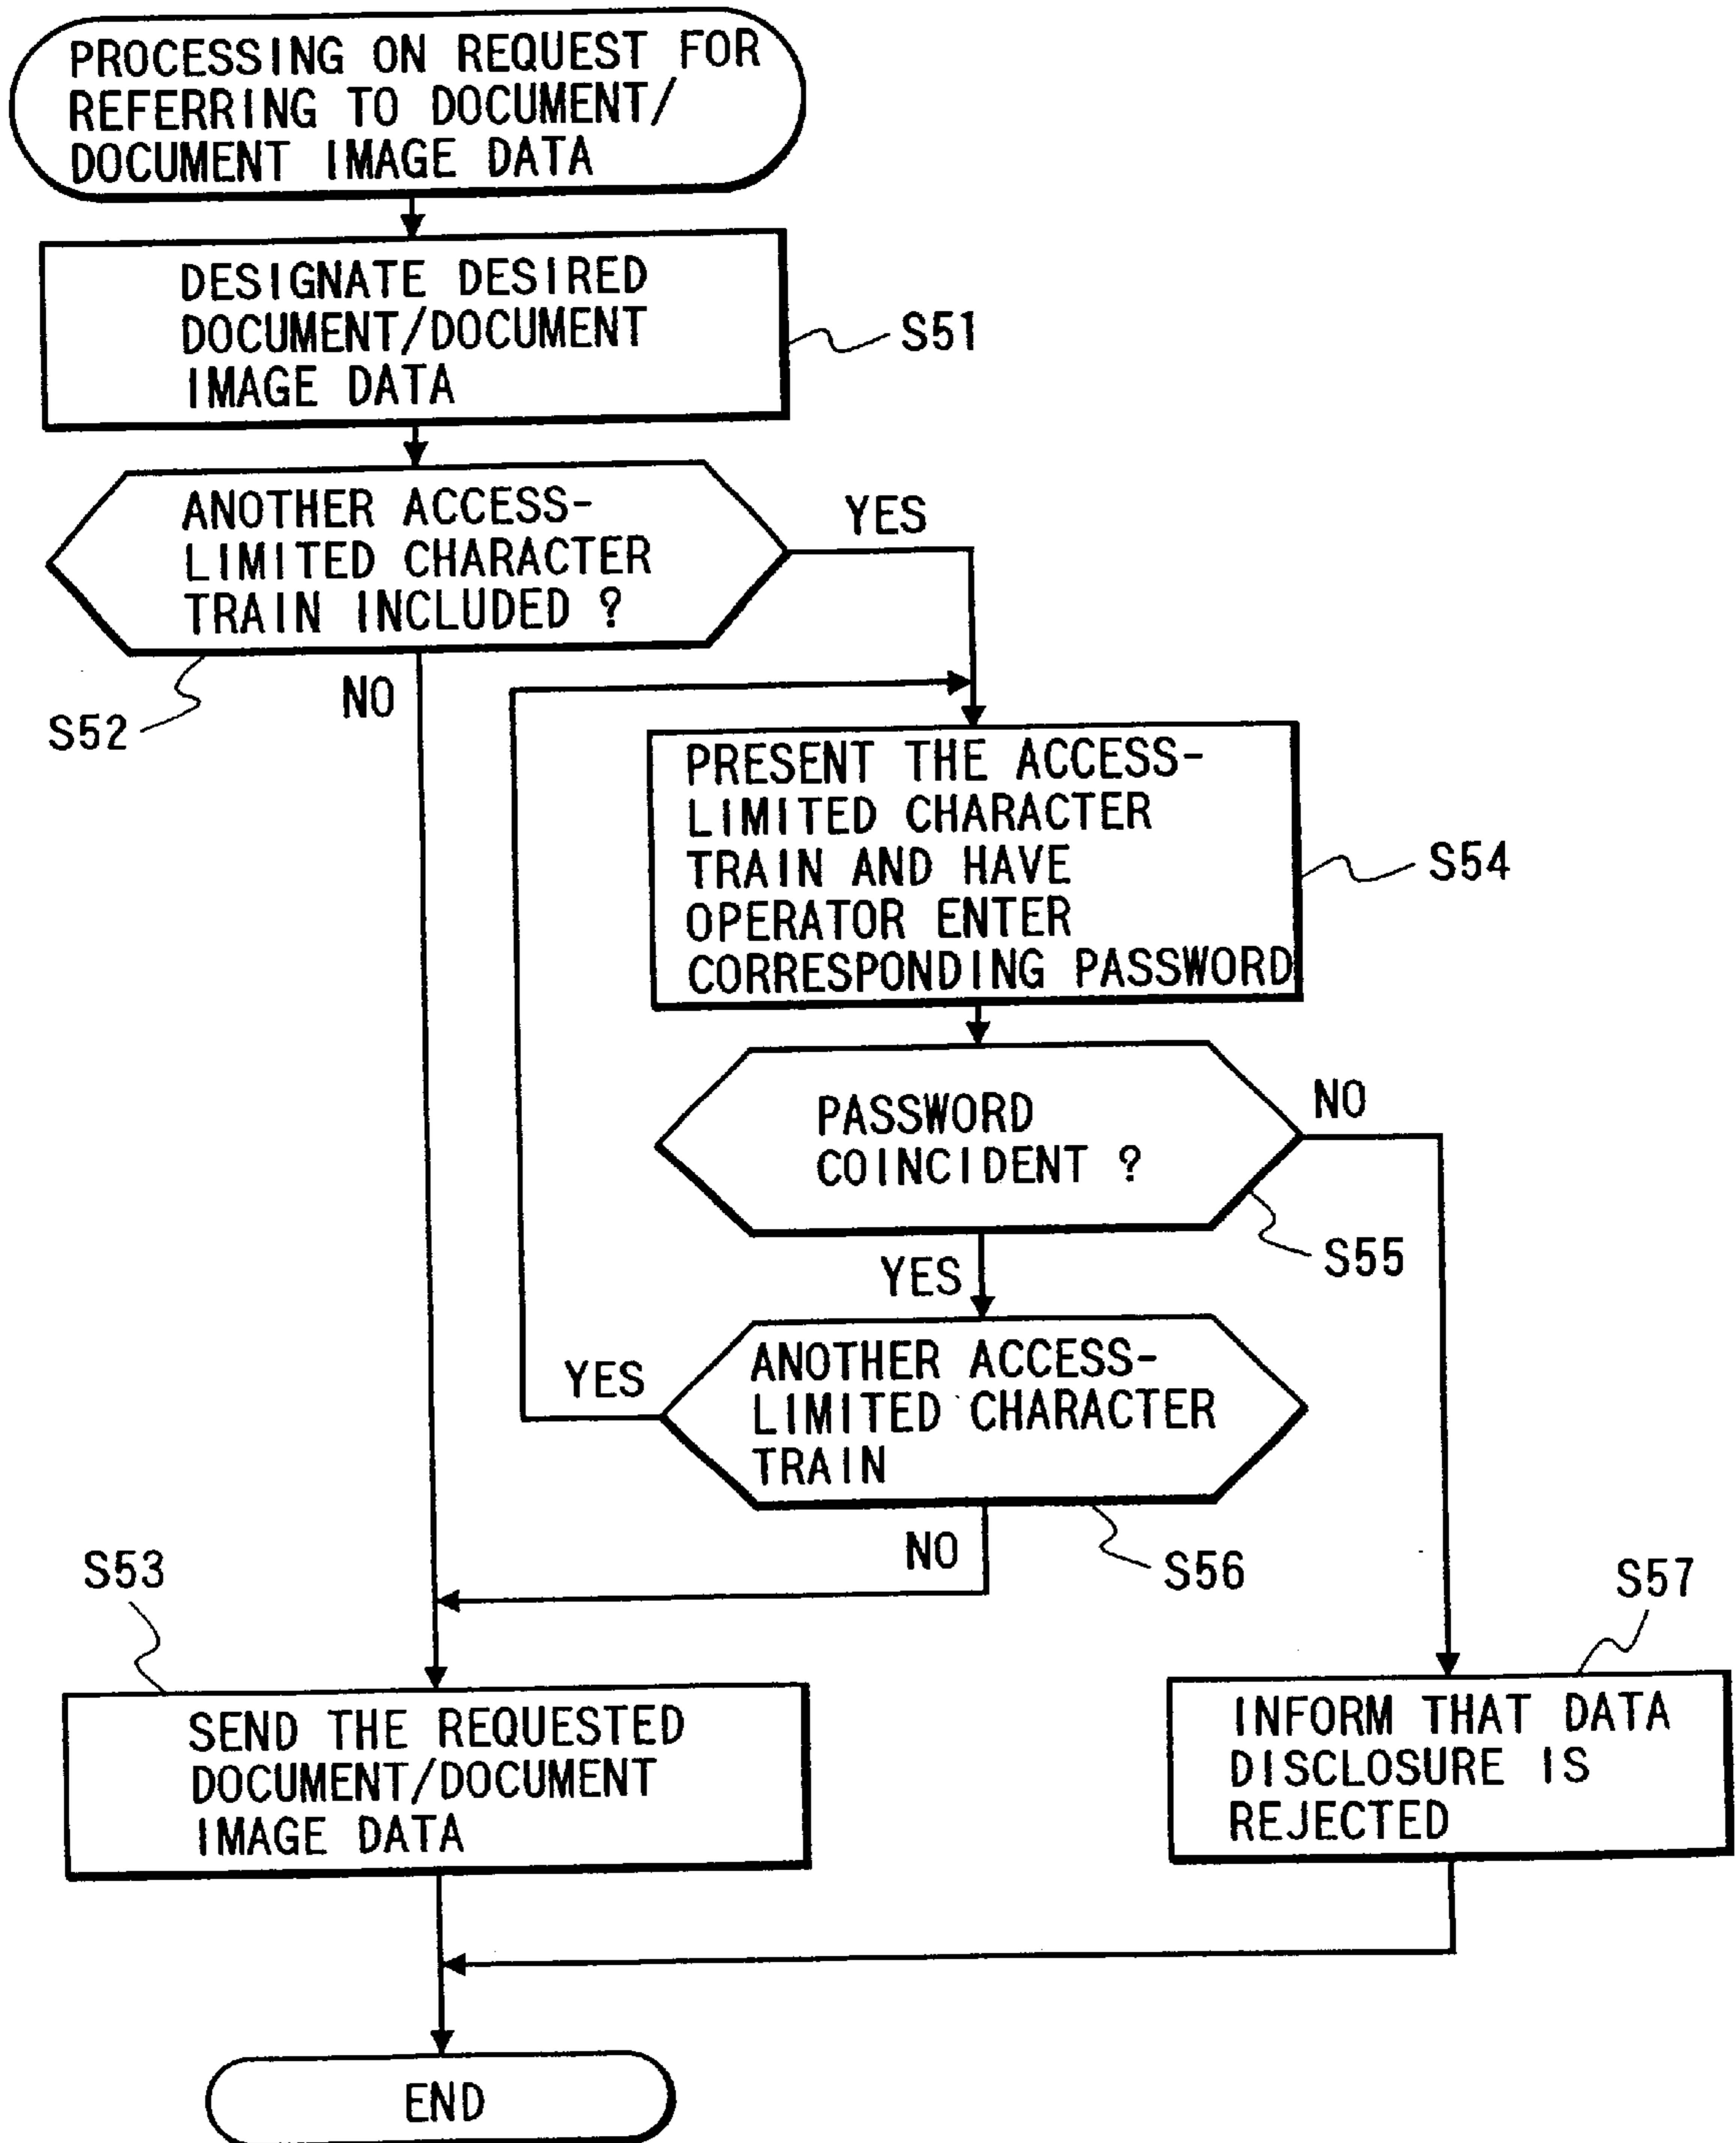 PROCESSING ON REQUEST FOR
REFERRING TO DOCUMENT/
DOCUMENT IMAGE DATA
DESIGNATE DESIRED
DOCUMENT/DOCUMENT
IMAGE DATA
S51
ANOTHER ACCESS-
LIMITED CHARACTER
TRAIN INCLUDED ?
YES
NO
S52
PRESENT THE ACCESS-
LIMITED CHARACTER
TRAIN AND HAVE
OPERATOR ENTER
CORRESPONDING PASSWORD
S54
PASSWORD
COINCIDENT ?
NO
S55
YES
ANOTHER ACCESS-
LIMITED CHARACTER
TRAIN
YES
NO
S56
S53
S57
SEND THE REQUESTED
DOCUMENT/DOCUMENT
IMAGE DATA
INFORM THAT DATA
DISCLOSURE IS
REJECTED
END